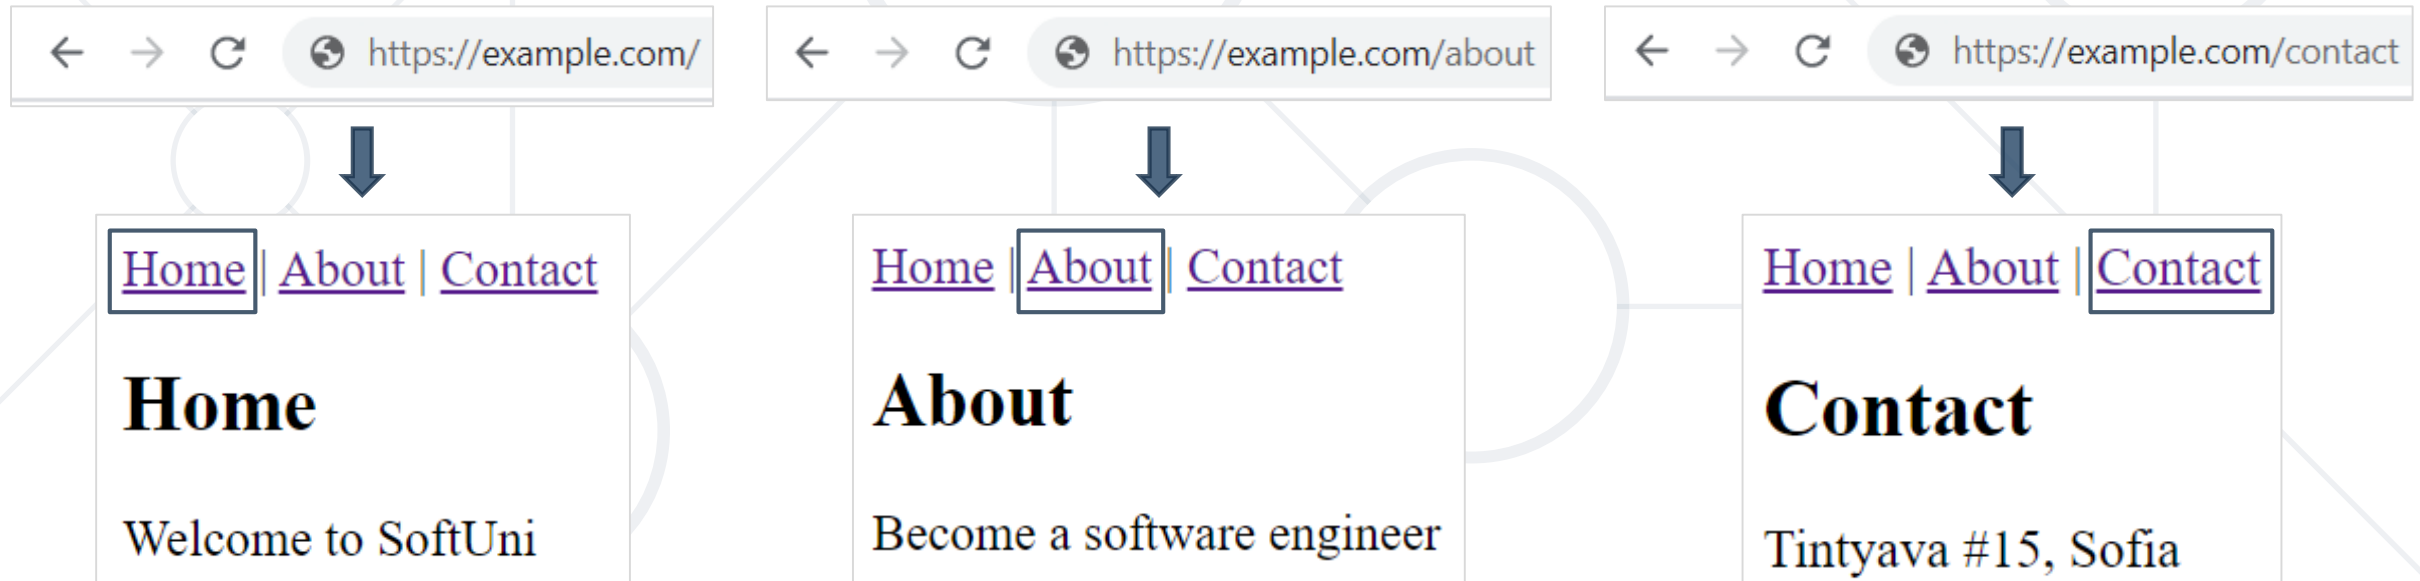 https://example.com/
Home | About | Contact
Home
Welcome to SoftUni
https://example.com/about
Home | About | Contact
About
Become a software engineer
https://example.com/contact
Home | About | Contact
Contact
Tintyava #15, Sofia